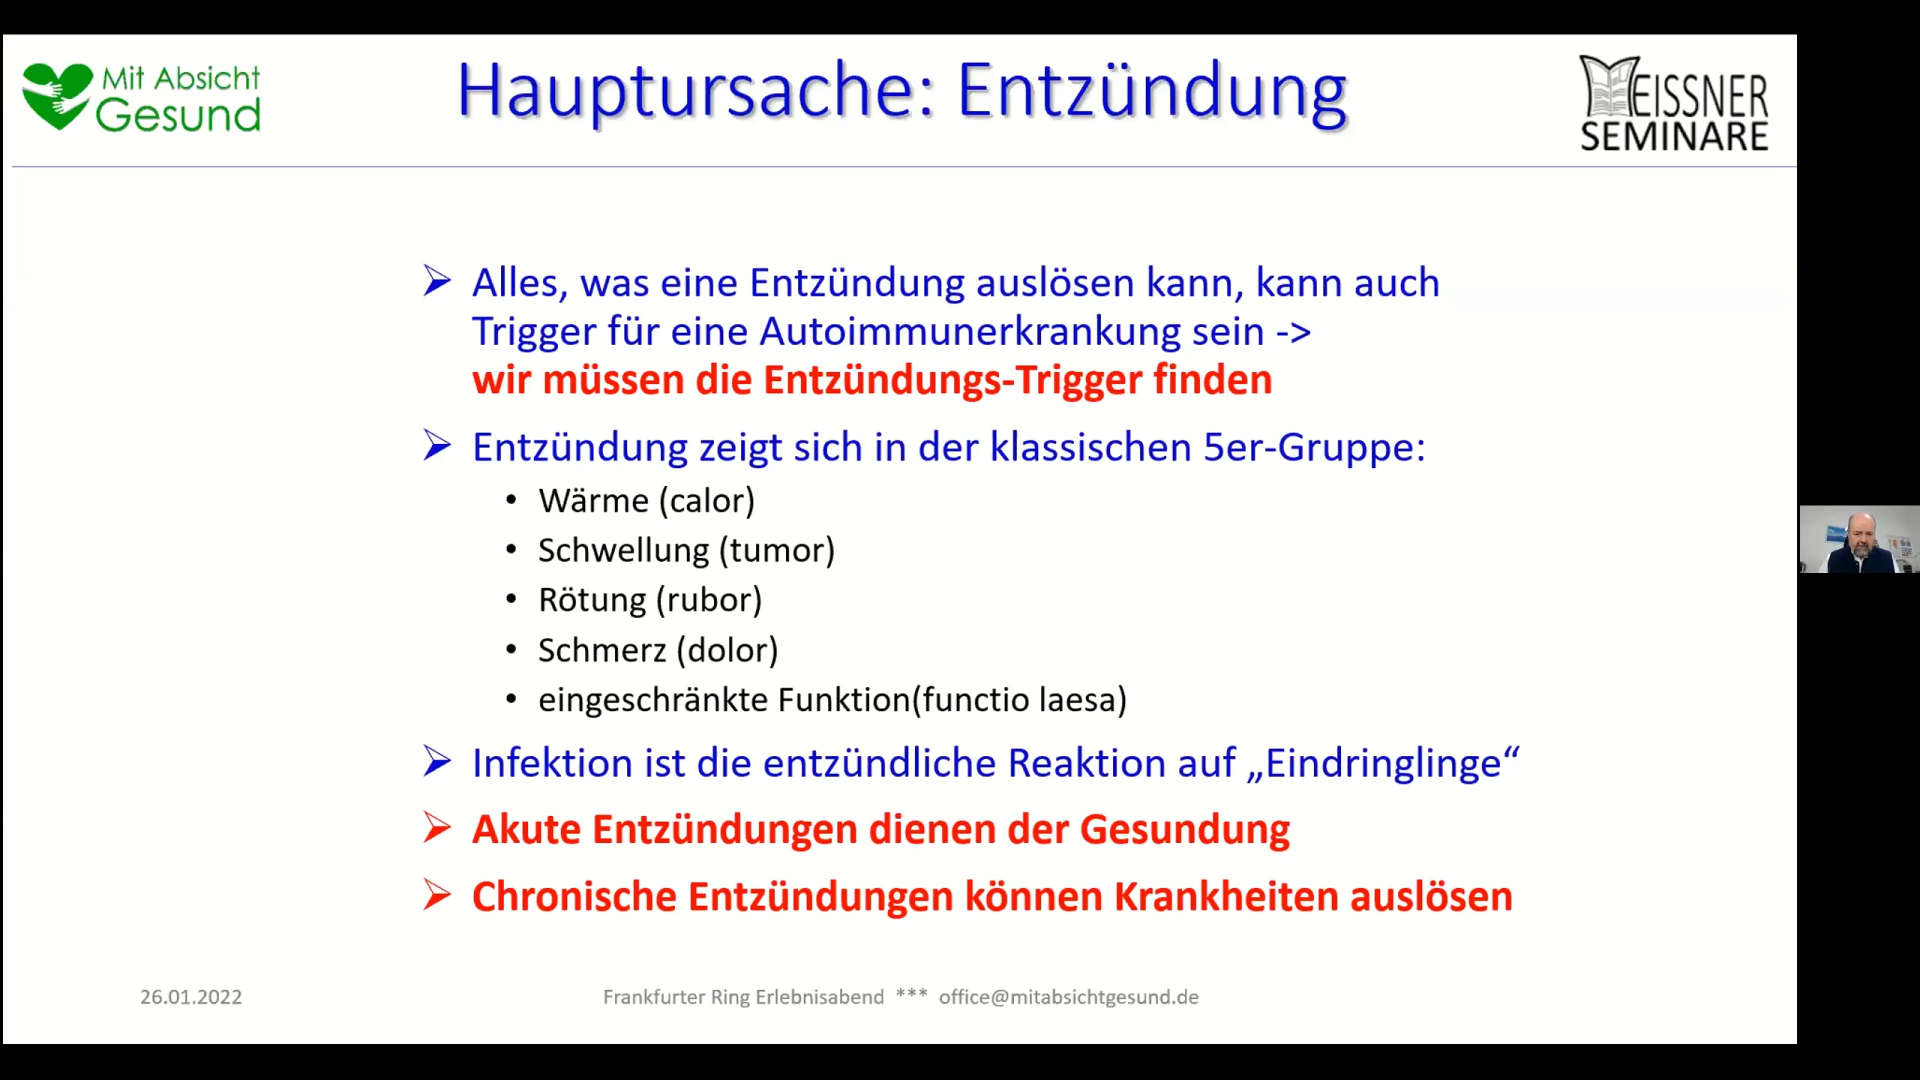 Mit Absicht
Gesund
Hauptursache: Entzündung
MEISSNER
SEMINARE
Alles, was eine Entzündung auslösen kann, kann auch
Trigger für eine Autoimmunerkrankung sein ->
wir müssen die Entzündungs-Trigger finden
Entzündung zeigt sich in der klassischen 5er-Gruppe:
Wärme (calor)
Schwellung (tumor)
Rötung (rubor)
Schmerz (dolor)
eingeschränkte Funktion(functio laesa)
Infektion ist die entzündliche Reaktion auf „Eindringlinge“
Akute Entzündungen dienen der Gesundung
Chronische Entzündungen können Krankheiten auslösen
26.01.2022
Frankfurter Ring Erlebnisabend *** office@mitabsichtgesund.de